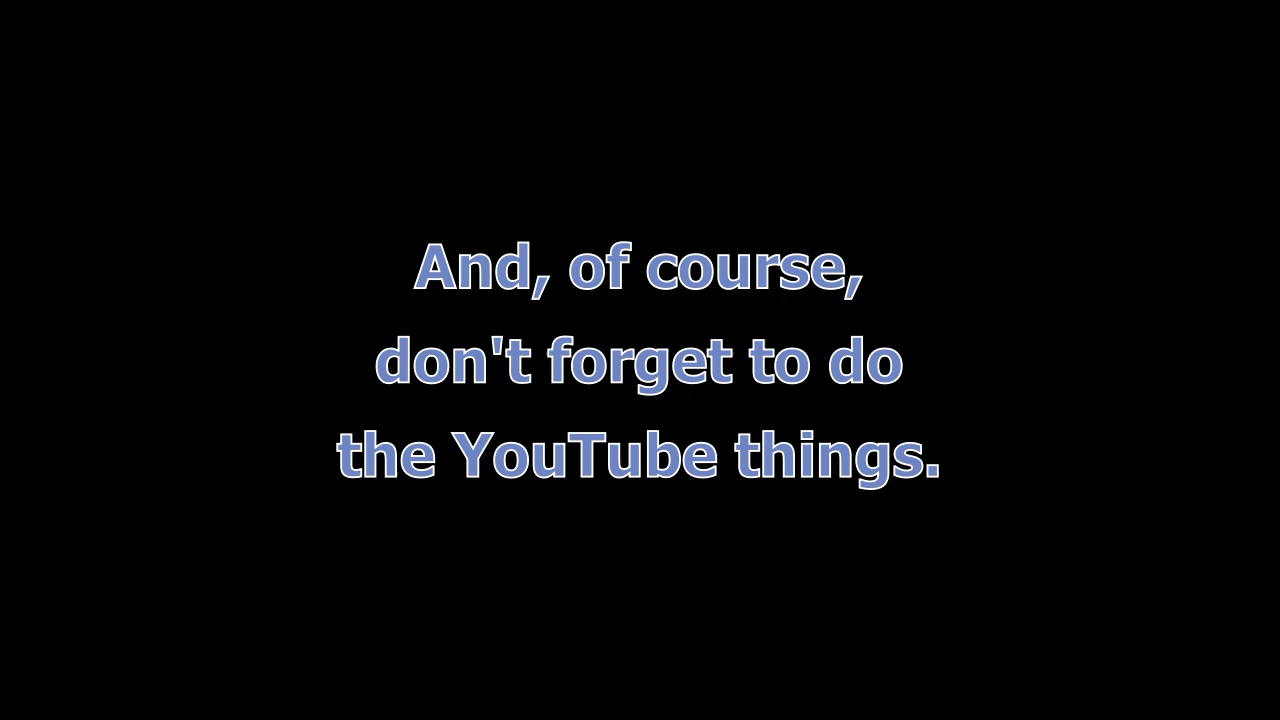 And, of course,
don't forget to do
the YouTube things.